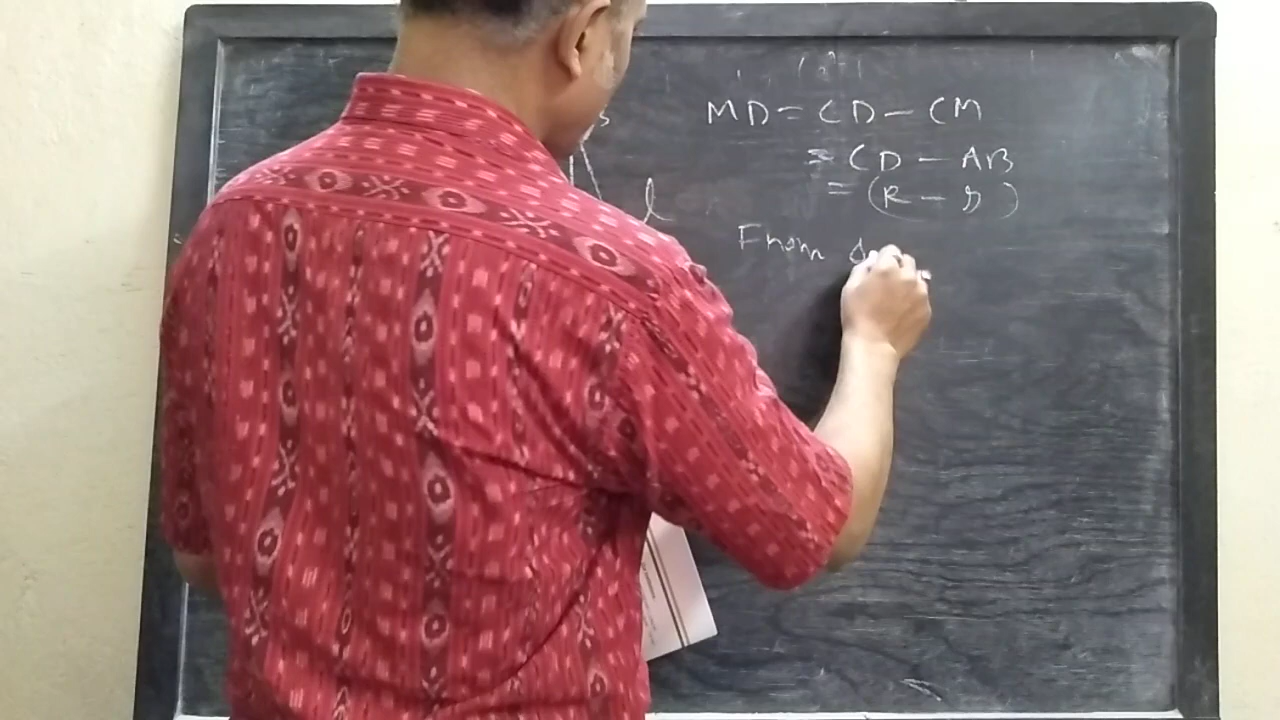 MD = CD - CM
= CD - AB
= (R - r)
From Δ
l